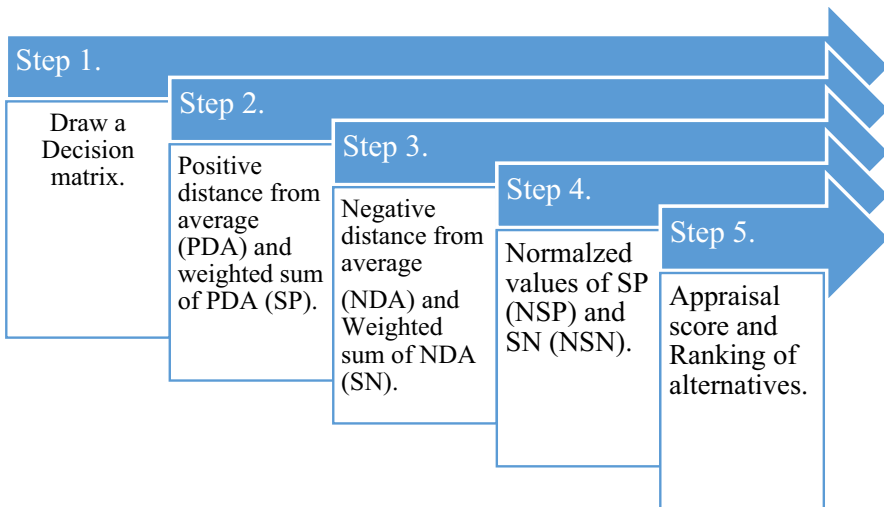 Step 1.
Draw a
Decision
matrix.
Step 2.
Positive
distance from
average
(PDA) and
weighted sum
of PDA (SP).
Step 3.
Negative
distance from
average
(NDA) and
Weighted
sum of NDA
(SN).
Step 4.
Normalzed
values of SP
(NSP) and
SN (NSN).
Step 5.
Appraisal
score and
Ranking of
alternatives.